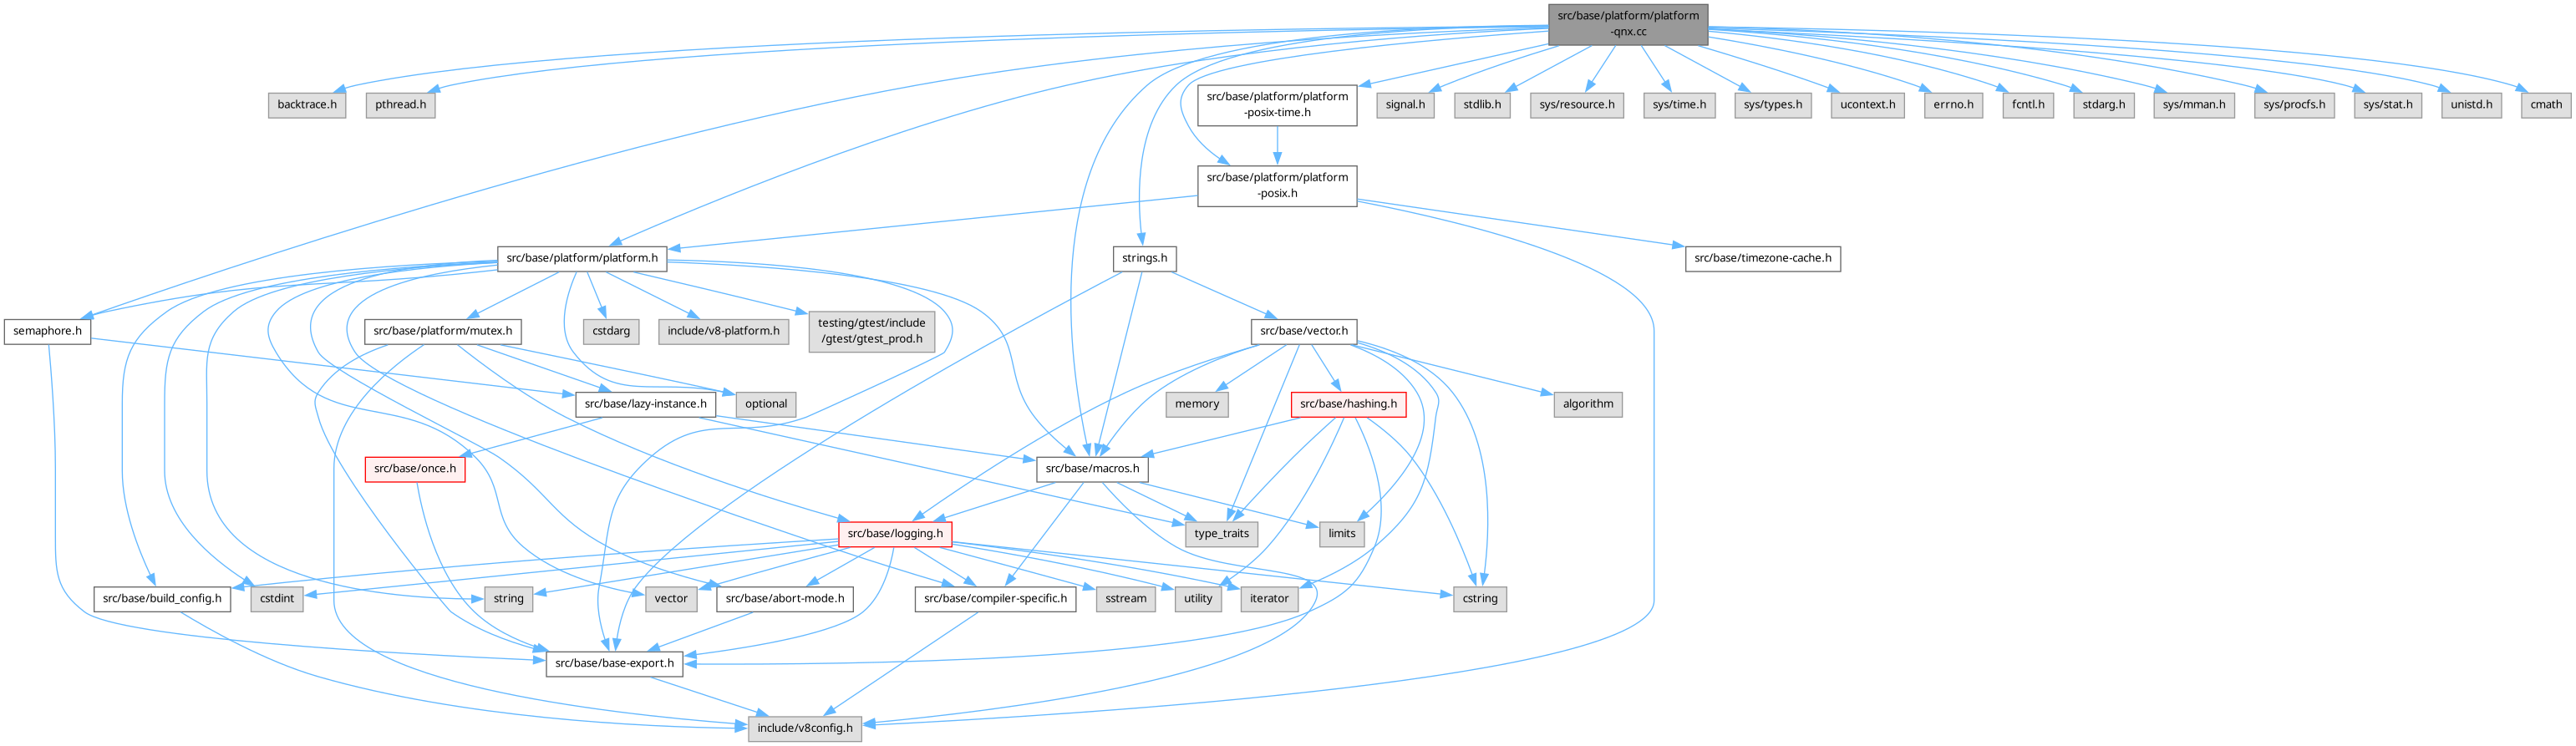 src/base/platform/platform
-qnx.cc
backtrace.h
pthread.h
src/base/platform/platform
-posix-time.h
signal.h
stdlib.h
sys/resource.h
sys/time.h
sys/types.h
ucontext.h
errno.h
fcntl.h
stdarg.h
sys/mman.h
sys/procfs.h
sys/stat.h
unistd.h
cmath
src/base/platform/platform
-posix.h
src/base/platform/platform.h
strings.h
src/base/timezone-cache.h
semaphore.h
src/base/platform/mutex.h
cstdarg
include/v8-platform.h
testing/gtest/include
/gtest/gtest_prod.h
src/base/vector.h
src/base/lazy-instance.h
optional
memory
src/base/hashing.h
algorithm
src/base/once.h
src/base/macros.h
src/base/logging.h
type_traits
limits
src/base/build_config.h
cstdint
string
vector
src/base/abort-mode.h
src/base/compiler-specific.h
sstream
utility
iterator
cstring
src/base/base-export.h
include/v8config.h